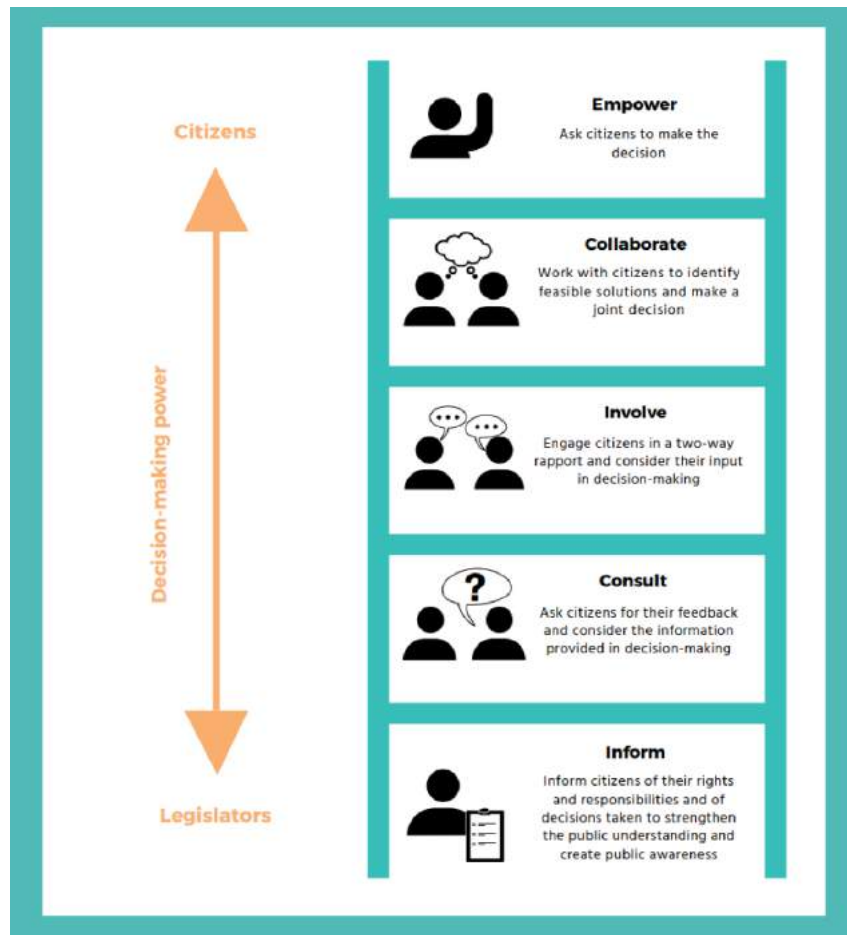 Citizens
Decision-making power
Legislators
Empower
Ask citizens to make the
decision
Collaborate
Work with citizens to identify
feasible solutions and make a
joint decision
Involve
Engage citizens in a two-way
rapport and consider their input
in decision-making
?
Consult
Ask citizens for their feedback
and consider the information
provided in decision-making
Inform
Inform citizens of their rights
and responsibilities and of
decisions taken to strengthen
the public understanding and
create public awareness